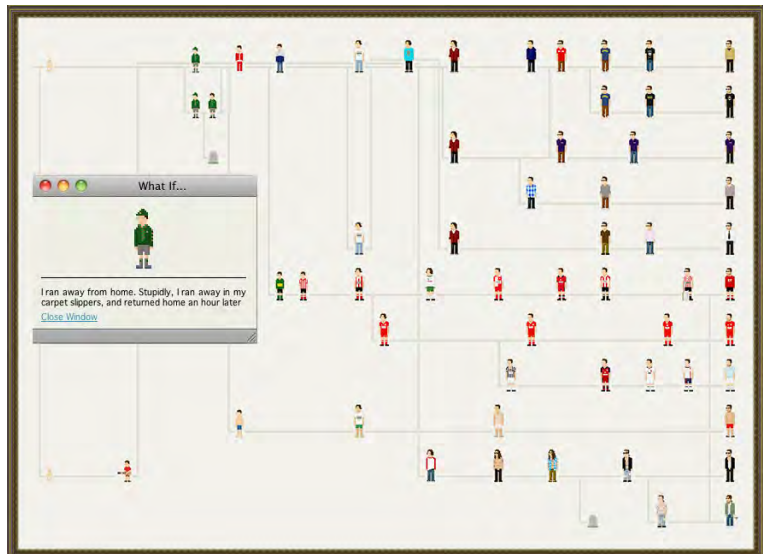 What If...
I ran away from home. Stupidly, I ran away in my
carpet slippers, and returned home an hour later
Close Window